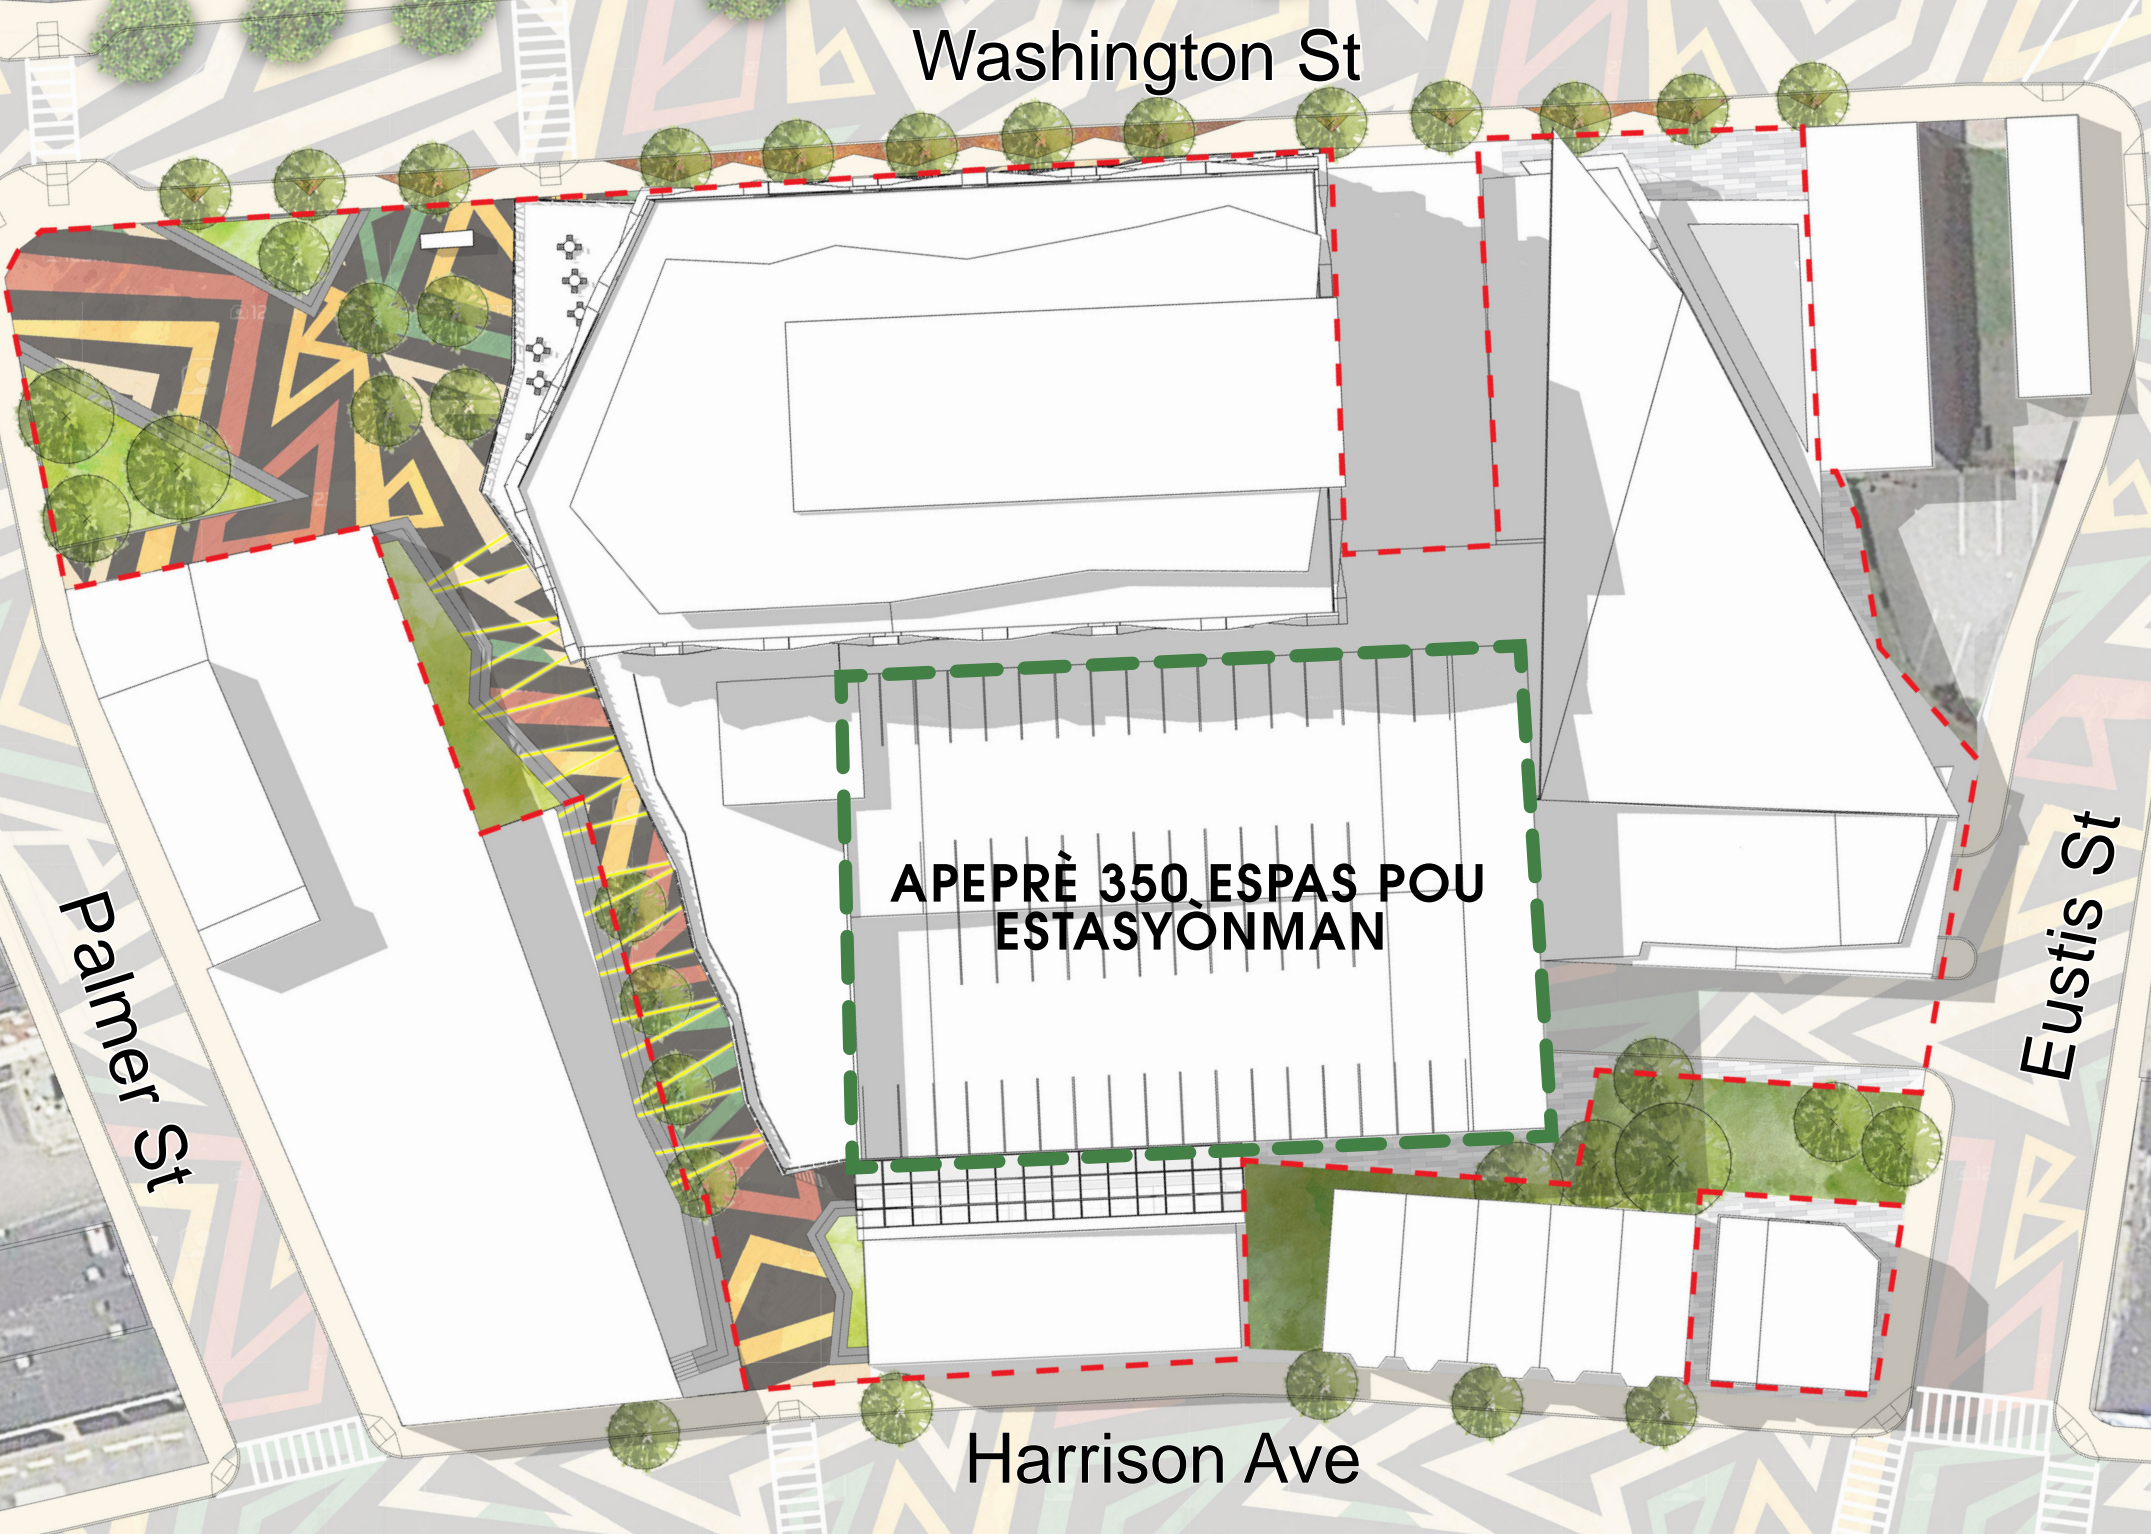 Washington St
APEPRÈ 350 ESPAS POU
ESTASYÒNMAN
Palmer St
Eustis St
Harrison Ave